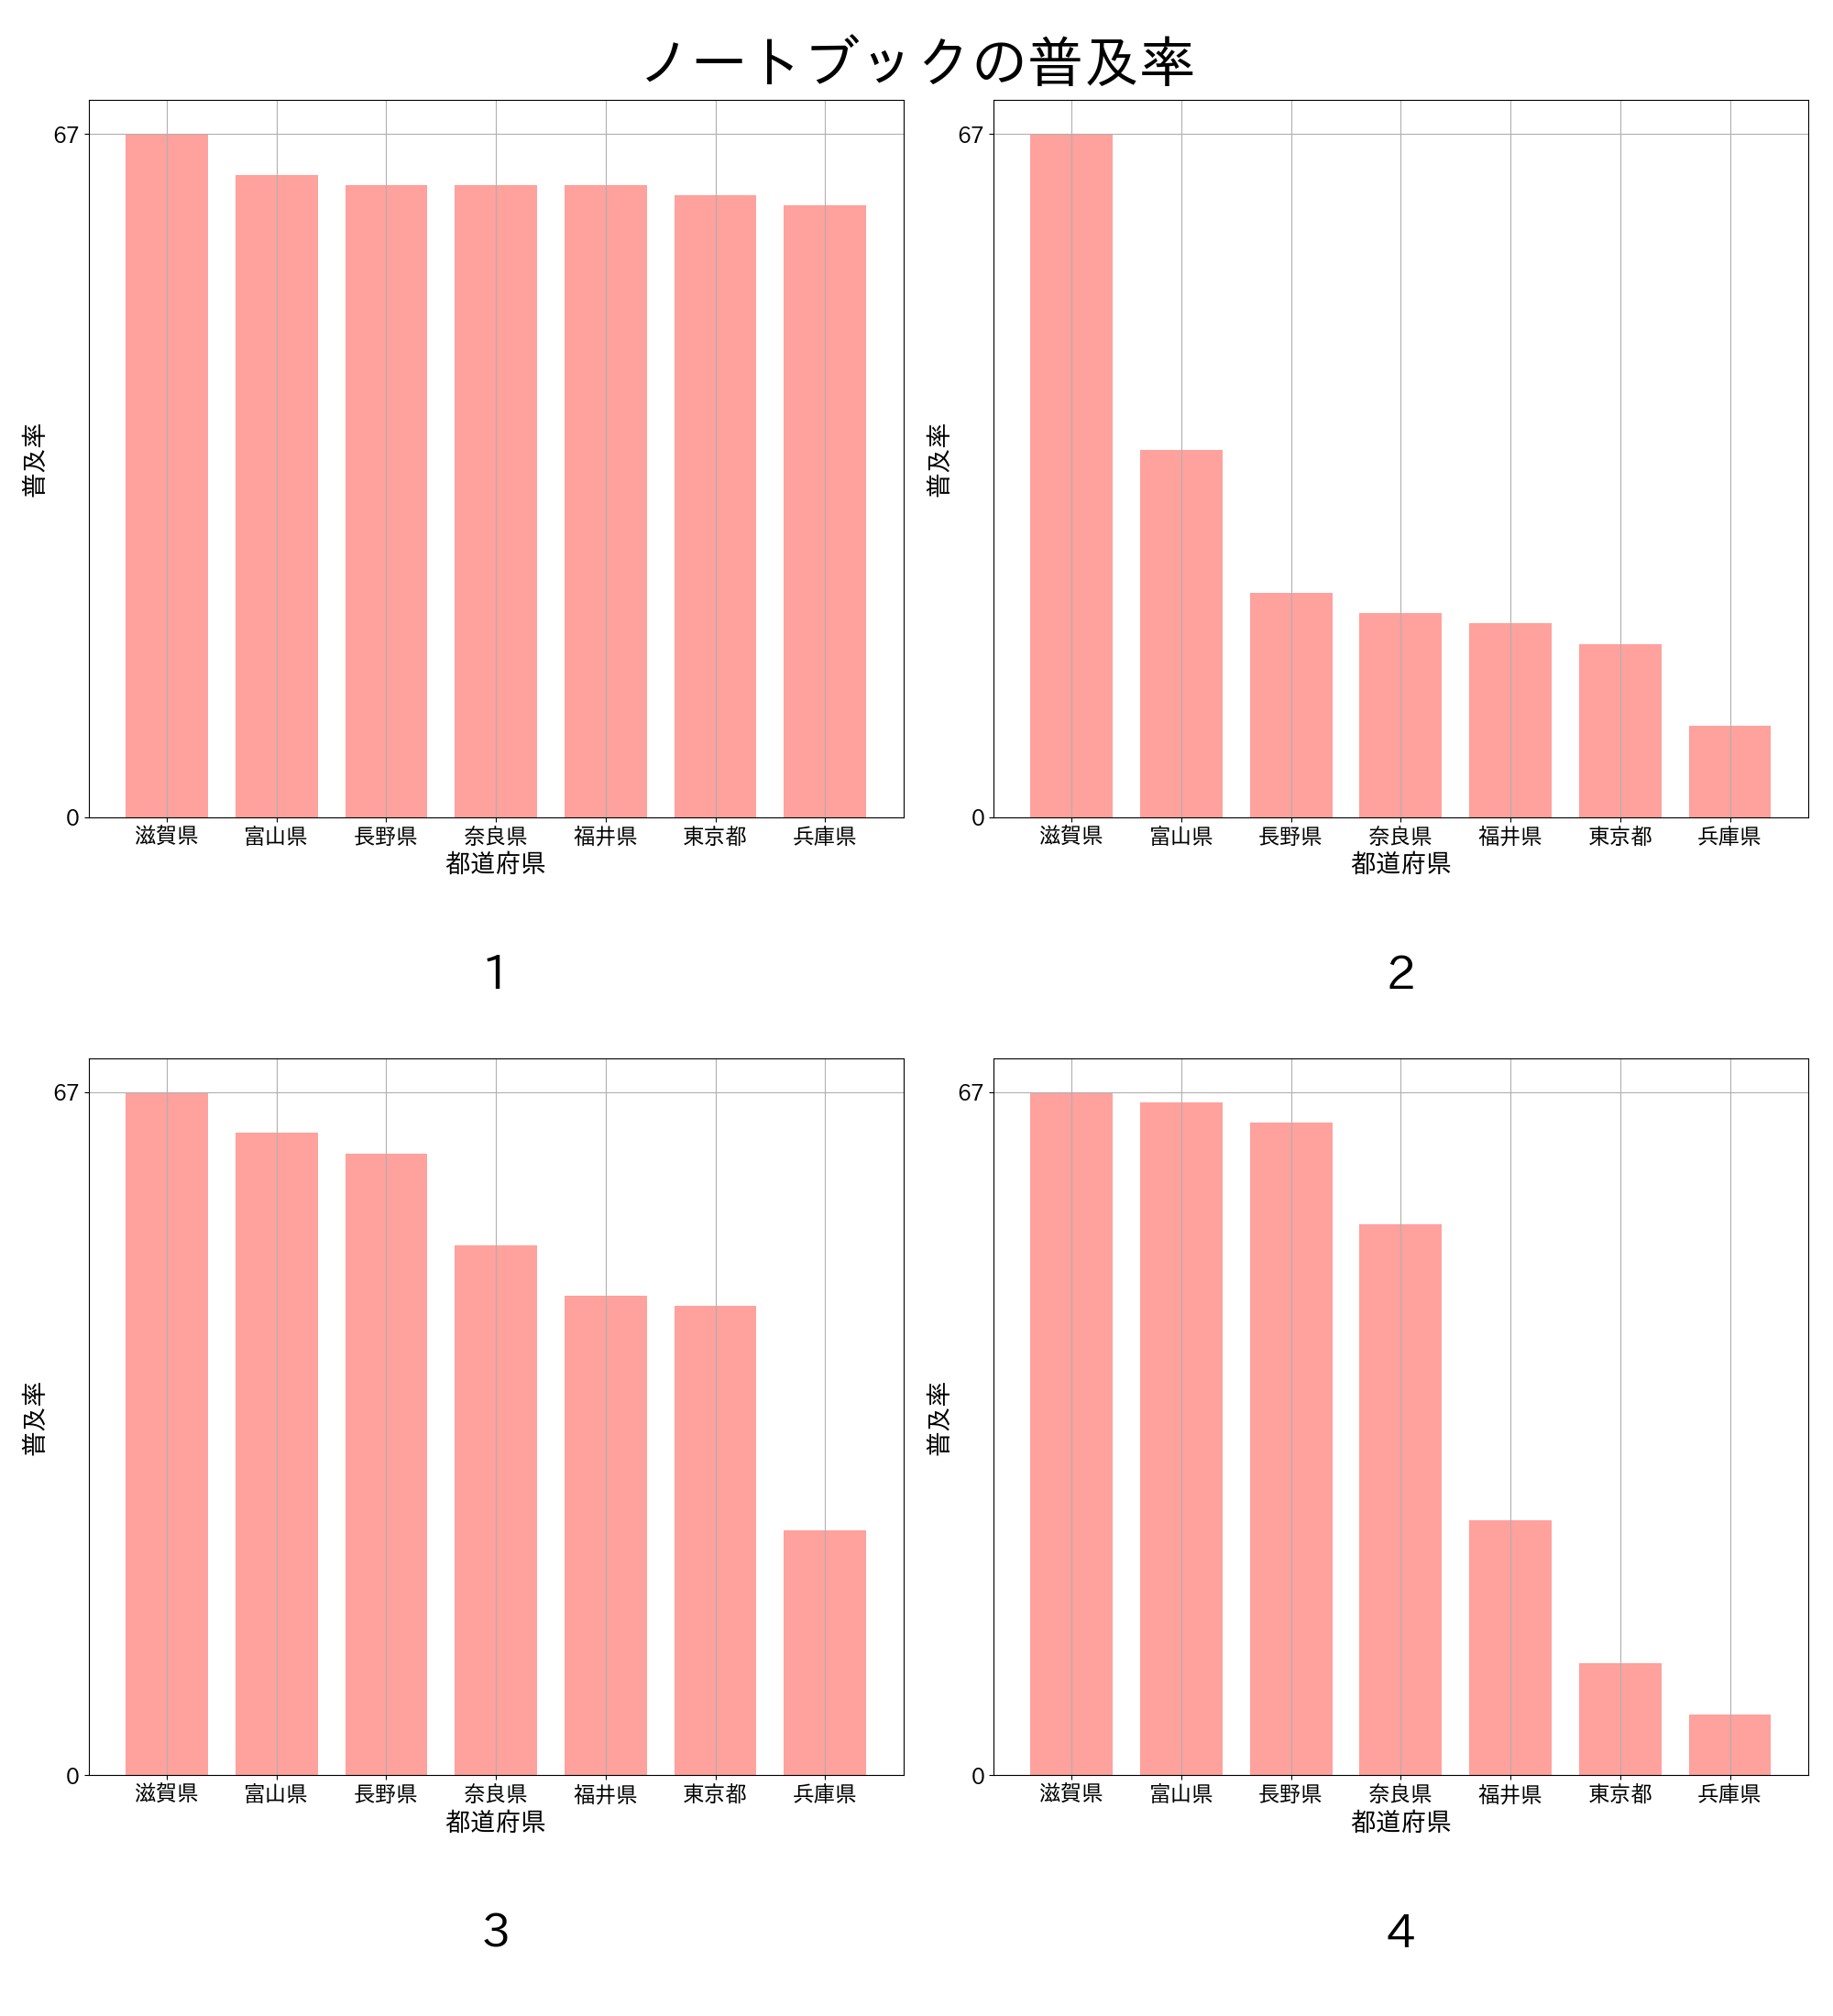 ノートブックの普及率
67
0
普及率
滋賀県 富山県 長野県 奈良県 福井県 東京都 兵庫県
都道府県
1
67
0
普及率
滋賀県 富山県 長野県 奈良県 福井県 東京都 兵庫県
都道府県
2
67
0
普及率
滋賀県 富山県 長野県 奈良県 福井県 東京都 兵庫県
都道府県
3
67
0
普及率
滋賀県 富山県 長野県 奈良県 福井県 東京都 兵庫県
都道府県
4